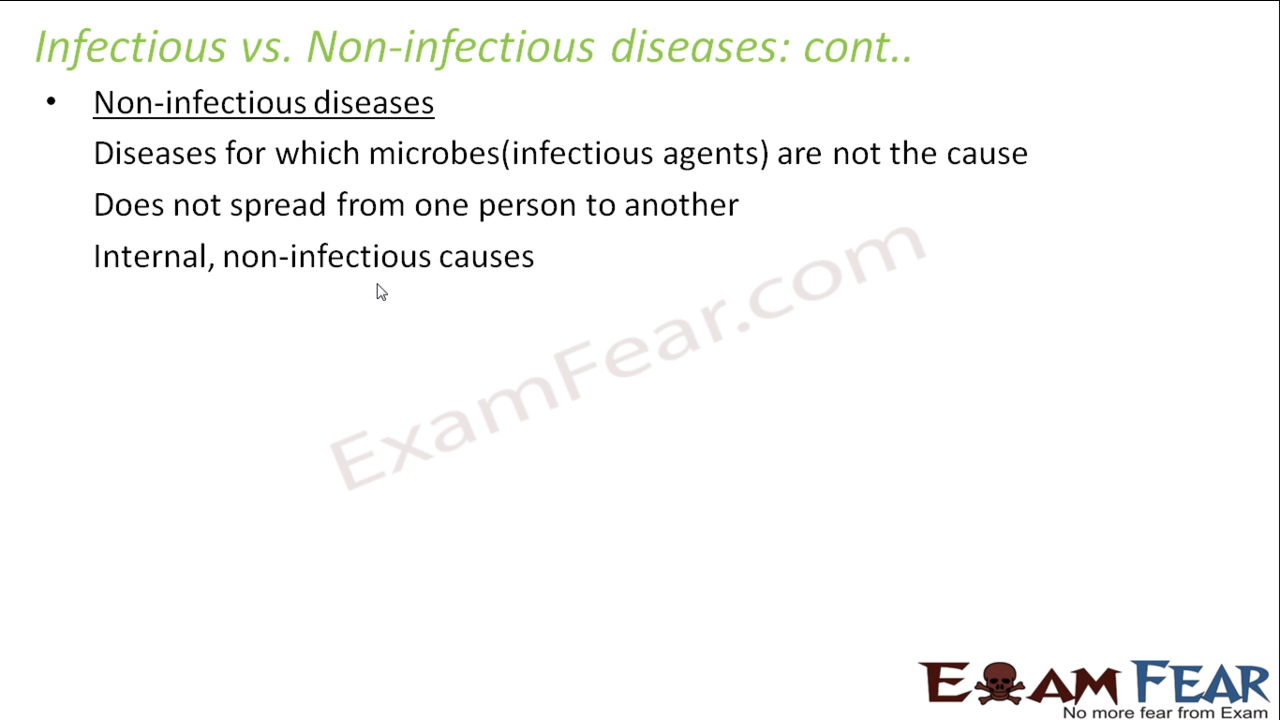 Infectious vs. Non-infectious diseases: cont..
• Non-infectious diseases
Diseases for which microbes(infectious agents) are not the cause
Does not spread from one person to another
Internal, non-infectious causes
ExamFear.com
EXAM FEAR
No more fear from Exam